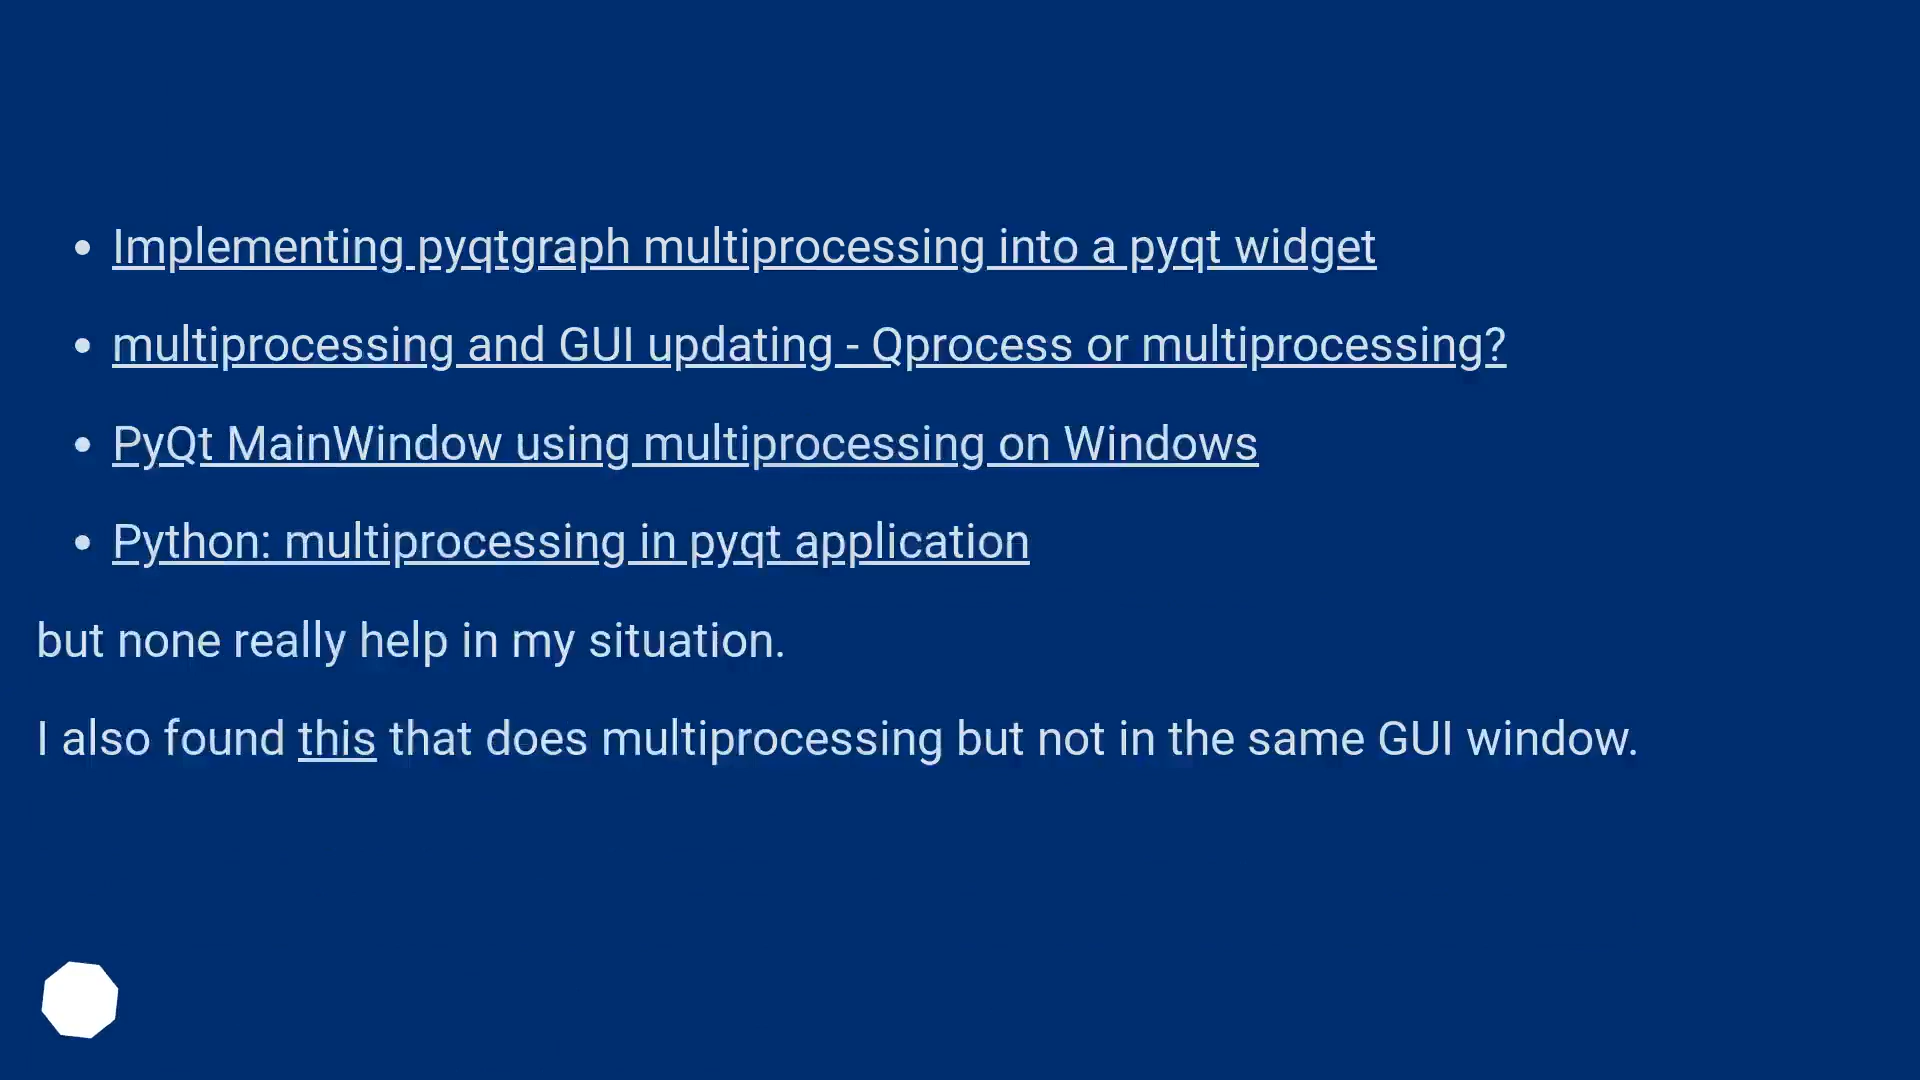 Implementing pyqtgraph multiprocessing into a pyqt widget
multiprocessing and GUI updating - Qprocess or multiprocessing?
PyQt MainWindow using multiprocessing on Windows
Python: multiprocessing in pyqt application
but none really help in my situation.
I also found this that does multiprocessing but not in the same GUI window.